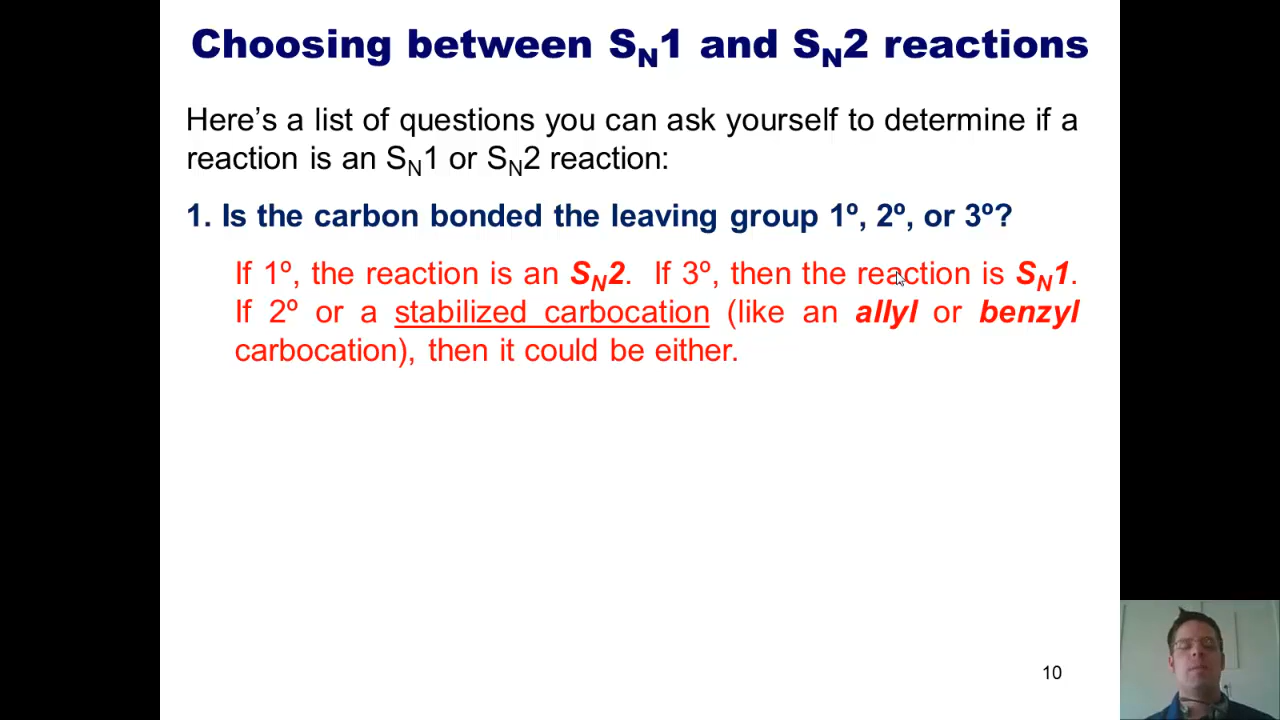 Choosing between SN1 and SN2 reactions
Here’s a list of questions you can ask yourself to determine if a
reaction is an SN1 or SN2 reaction:
1. Is the carbon bonded the leaving group 1º, 2º, or 3º?
If 1º, the reaction is an SN2. If 3º, then the reaction is SN1.
If 2º or a stabilized carbocation (like an allyl or benzyl
carbocation), then it could be either.
10